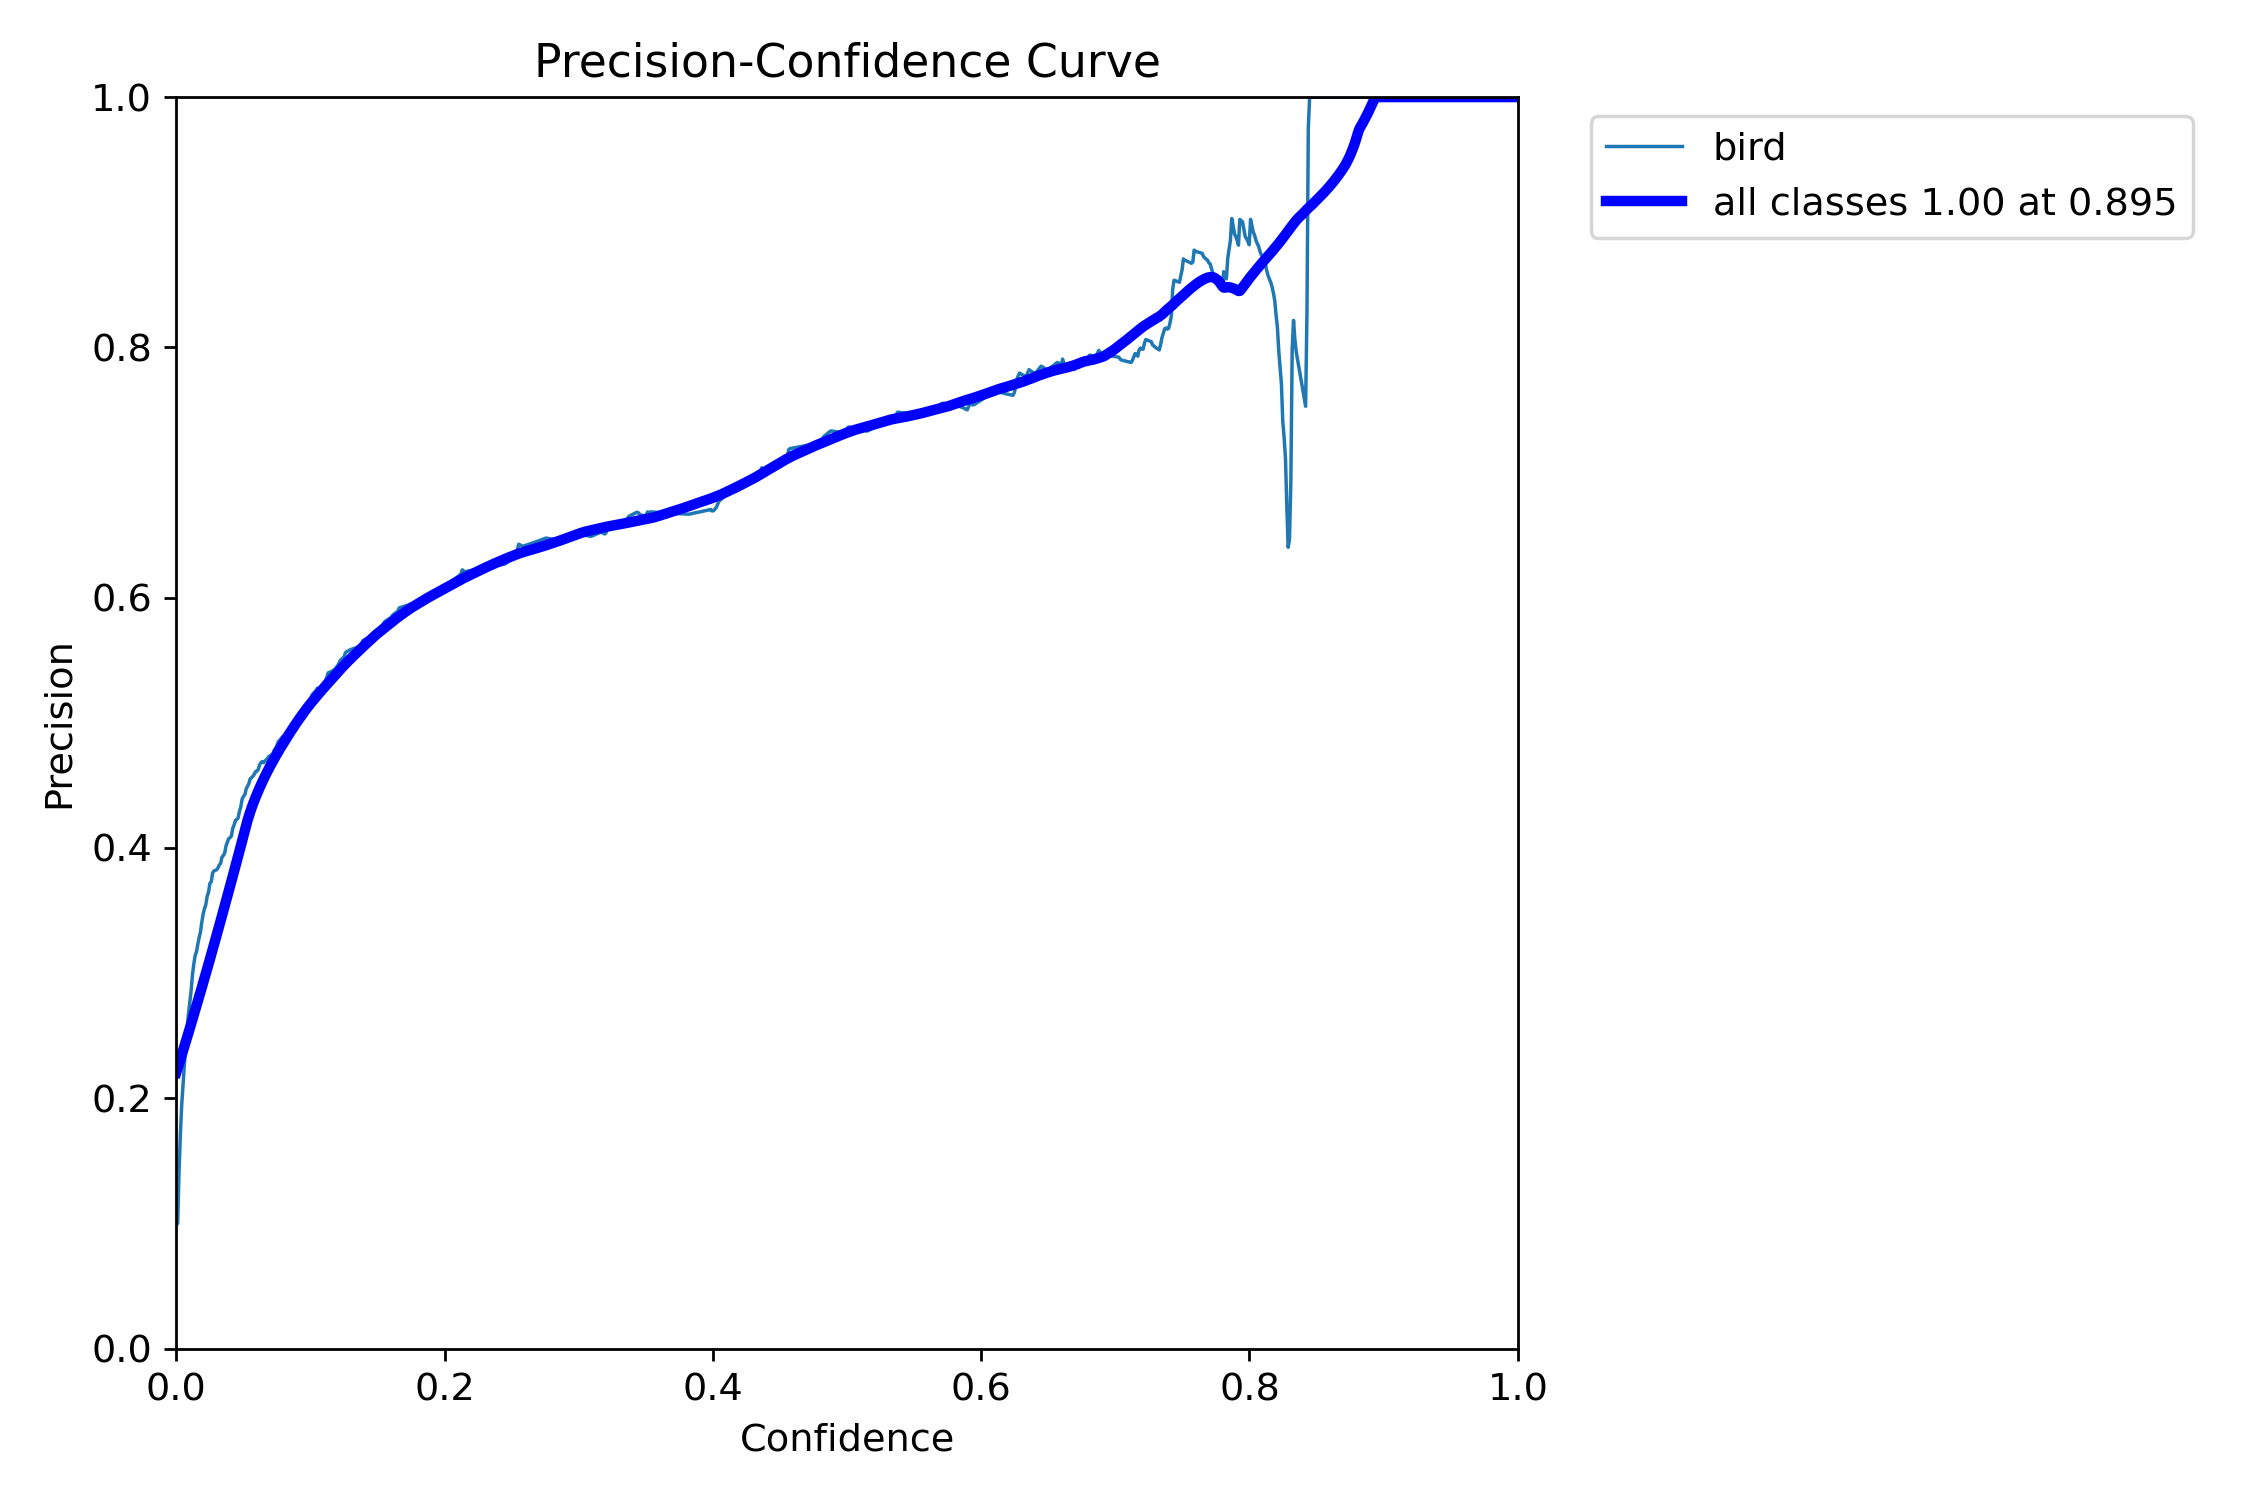 Precision-Confidence Curve
1.0
0.8
0.6
0.4
0.2
0.0
Precision
0.0 0.2 0.4 0.6 0.8 1.0
Confidence
bird
all classes 1.00 at 0.895